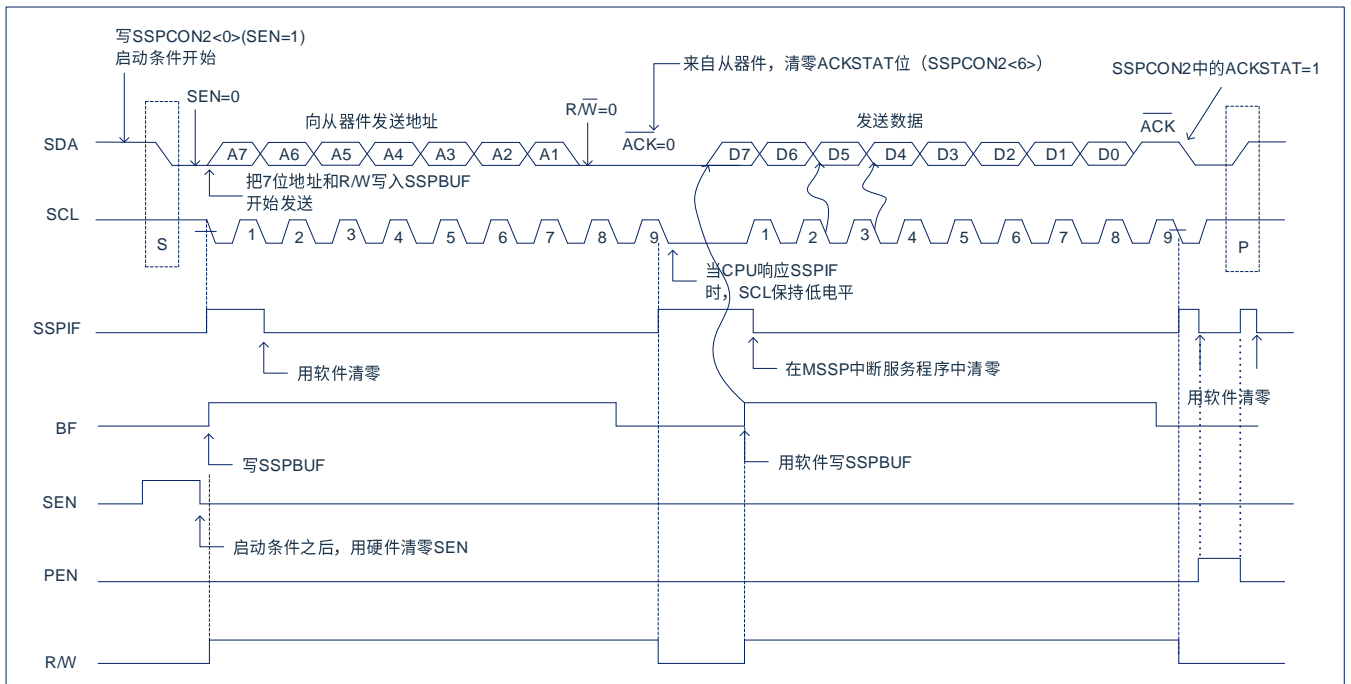 写SSPCON2<0>(SEN=1)
启动条件开始
来自从器件，清零ACKSTAT位（SSPCON2<6>）
SSPCON2中的ACKSTAT=1
SEN=0
向从器件发送地址
R/W=0
ACK=0
发送数据
ACK
SDA
A7 A6 A5 A4 A3 A2 A1
D7 D6 D5 D4 D3 D2 D1 D0
把7位地址和R/W写入SSPBUF
开始发送
SCL
S
1 2 3 4 5 6 7 8 9
1 2 3 4 5 6 7 8 9
P
当CPU响应SSPIF
时，SCL保持低电平
SSPIF
用软件清零
在MSSP中断服务程序中清零
用软件清零
BF
写SSPBUF
用软件写SSPBUF
SEN
启动条件之后，用硬件清零SEN
PEN
R/W